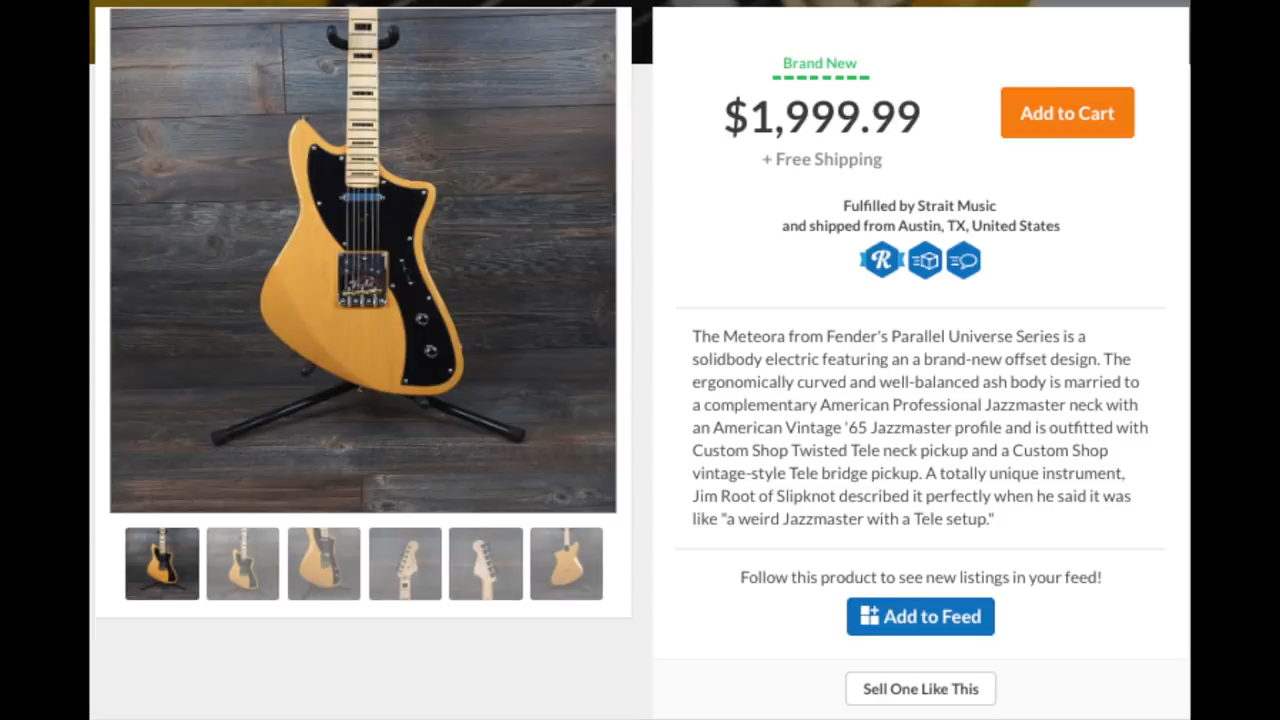 Brand New
$1,999.99
+ Free Shipping
Add to Cart
Fulfilled by Strait Music
and shipped from Austin, TX, United States
R
The Meteora from Fender's Parallel Universe Series is a
solidbody electric featuring an a brand-new offset design. The
ergonomically curved and well-balanced ash body is married to
a complementary American Professional Jazzmaster neck with
an American Vintage '65 Jazzmaster profile and is outfitted with
Custom Shop Twisted Tele neck pickup and a Custom Shop
vintage-style Tele bridge pickup. A totally unique instrument,
Jim Root of Slipknot described it perfectly when he said it was
like "a weird Jazzmaster with a Tele setup."
Follow this product to see new listings in your feed!
Add to Feed
Sell One Like This